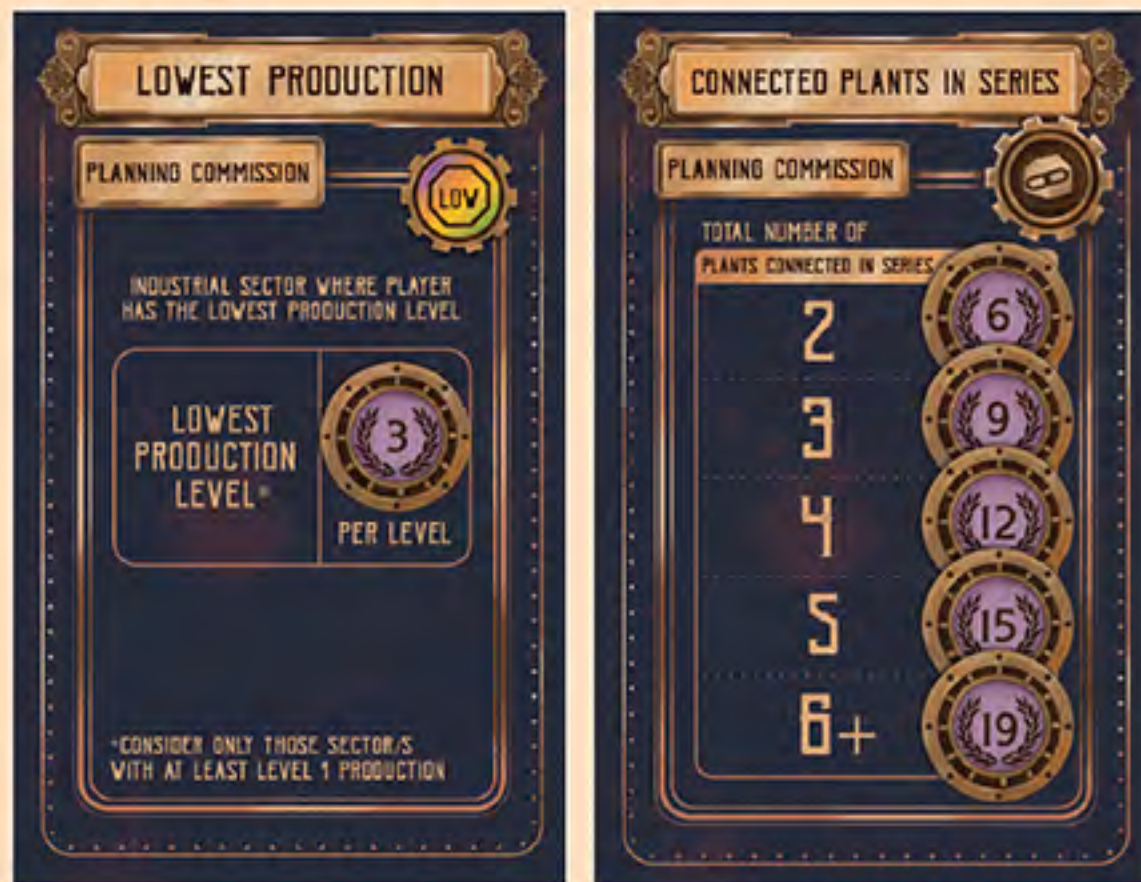 LOWEST PRODUCTION
PLANNING COMMISSION
LOW
INDUSTRIAL SECTOR WHERE PLAYER
HAS THE LOWEST PRODUCTION LEVEL
LOWEST
PRODUCTION
LEVEL*
3
PER LEVEL
*CONSIDER ONLY THOSE SECTOR/S
WITH AT LEAST LEVEL 1 PRODUCTION
CONNECTED PLANTS IN SERIES
PLANNING COMMISSION
TOTAL NUMBER OF
PLANTS CONNECTED IN SERIES
2 6
3 9
4 12
5 15
6+ 19